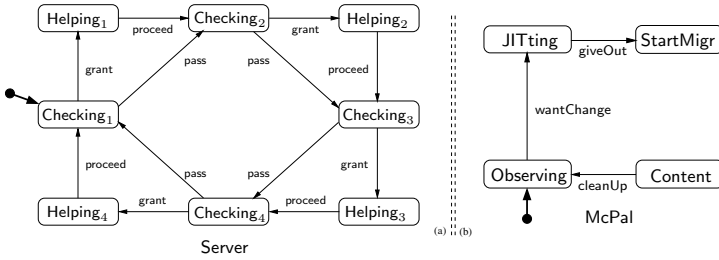 Helping₁ proceed Checking₂ grant Helping₂
JITting giveOut StartMigr
grant pass pass proceed
wantChange
Checking₁ Checking₃
proceed pass pass grant
Observing cleanUp Content
Helping₄ grant Checking₄ proceed Helping₃
Server
(a) (b)
McPal